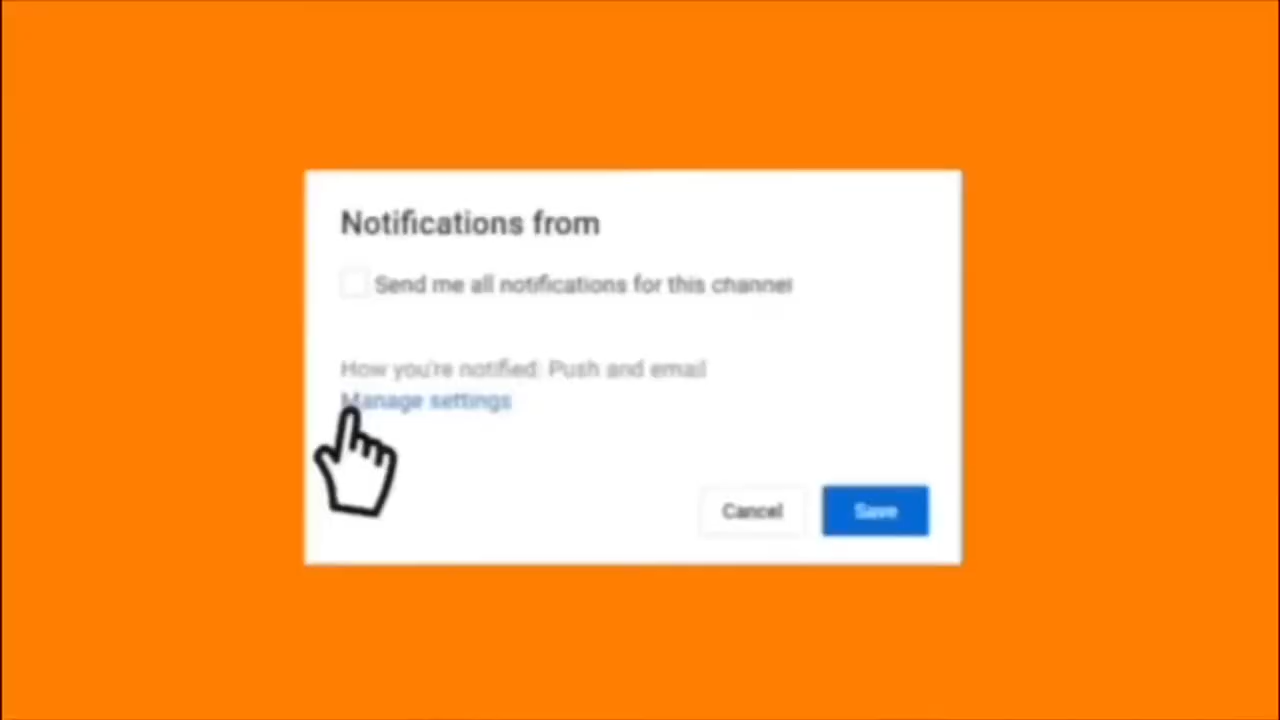 Notifications from
Send me all notifications for this channel
How you're notified: Push and email
Manage settings
Cancel
Save